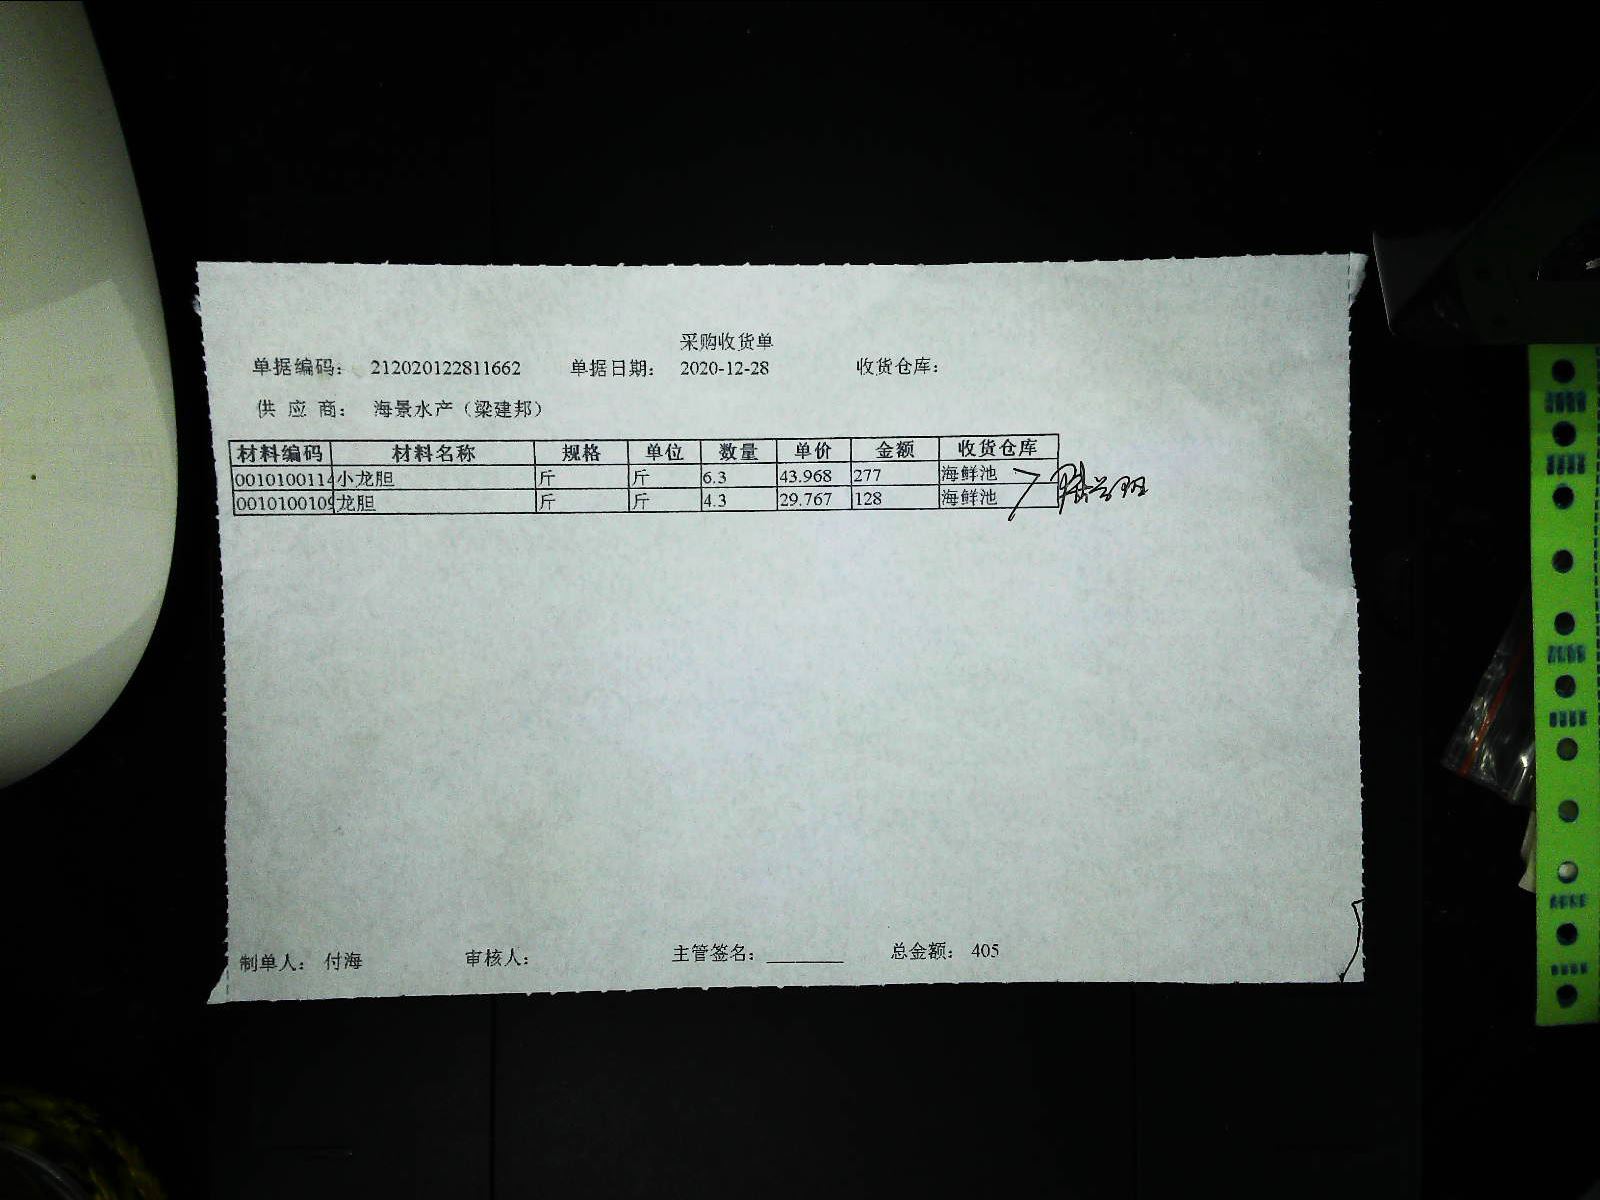 采购收货单
单据编码: 212020122811662 单据日期: 2020-12-28 收货仓库:
供 应 商: 海景水产（梁建邦）
材料编码 材料名称 规格 单位 数量 单价 金额 收货仓库
0010100114 小龙胆 斤 斤 6.3 43.968 277 海鲜池
0010100109 龙胆 斤 斤 4.3 29.767 128 海鲜池
制单人: 付海 审核人: 主管签名: ________ 总金额: 405